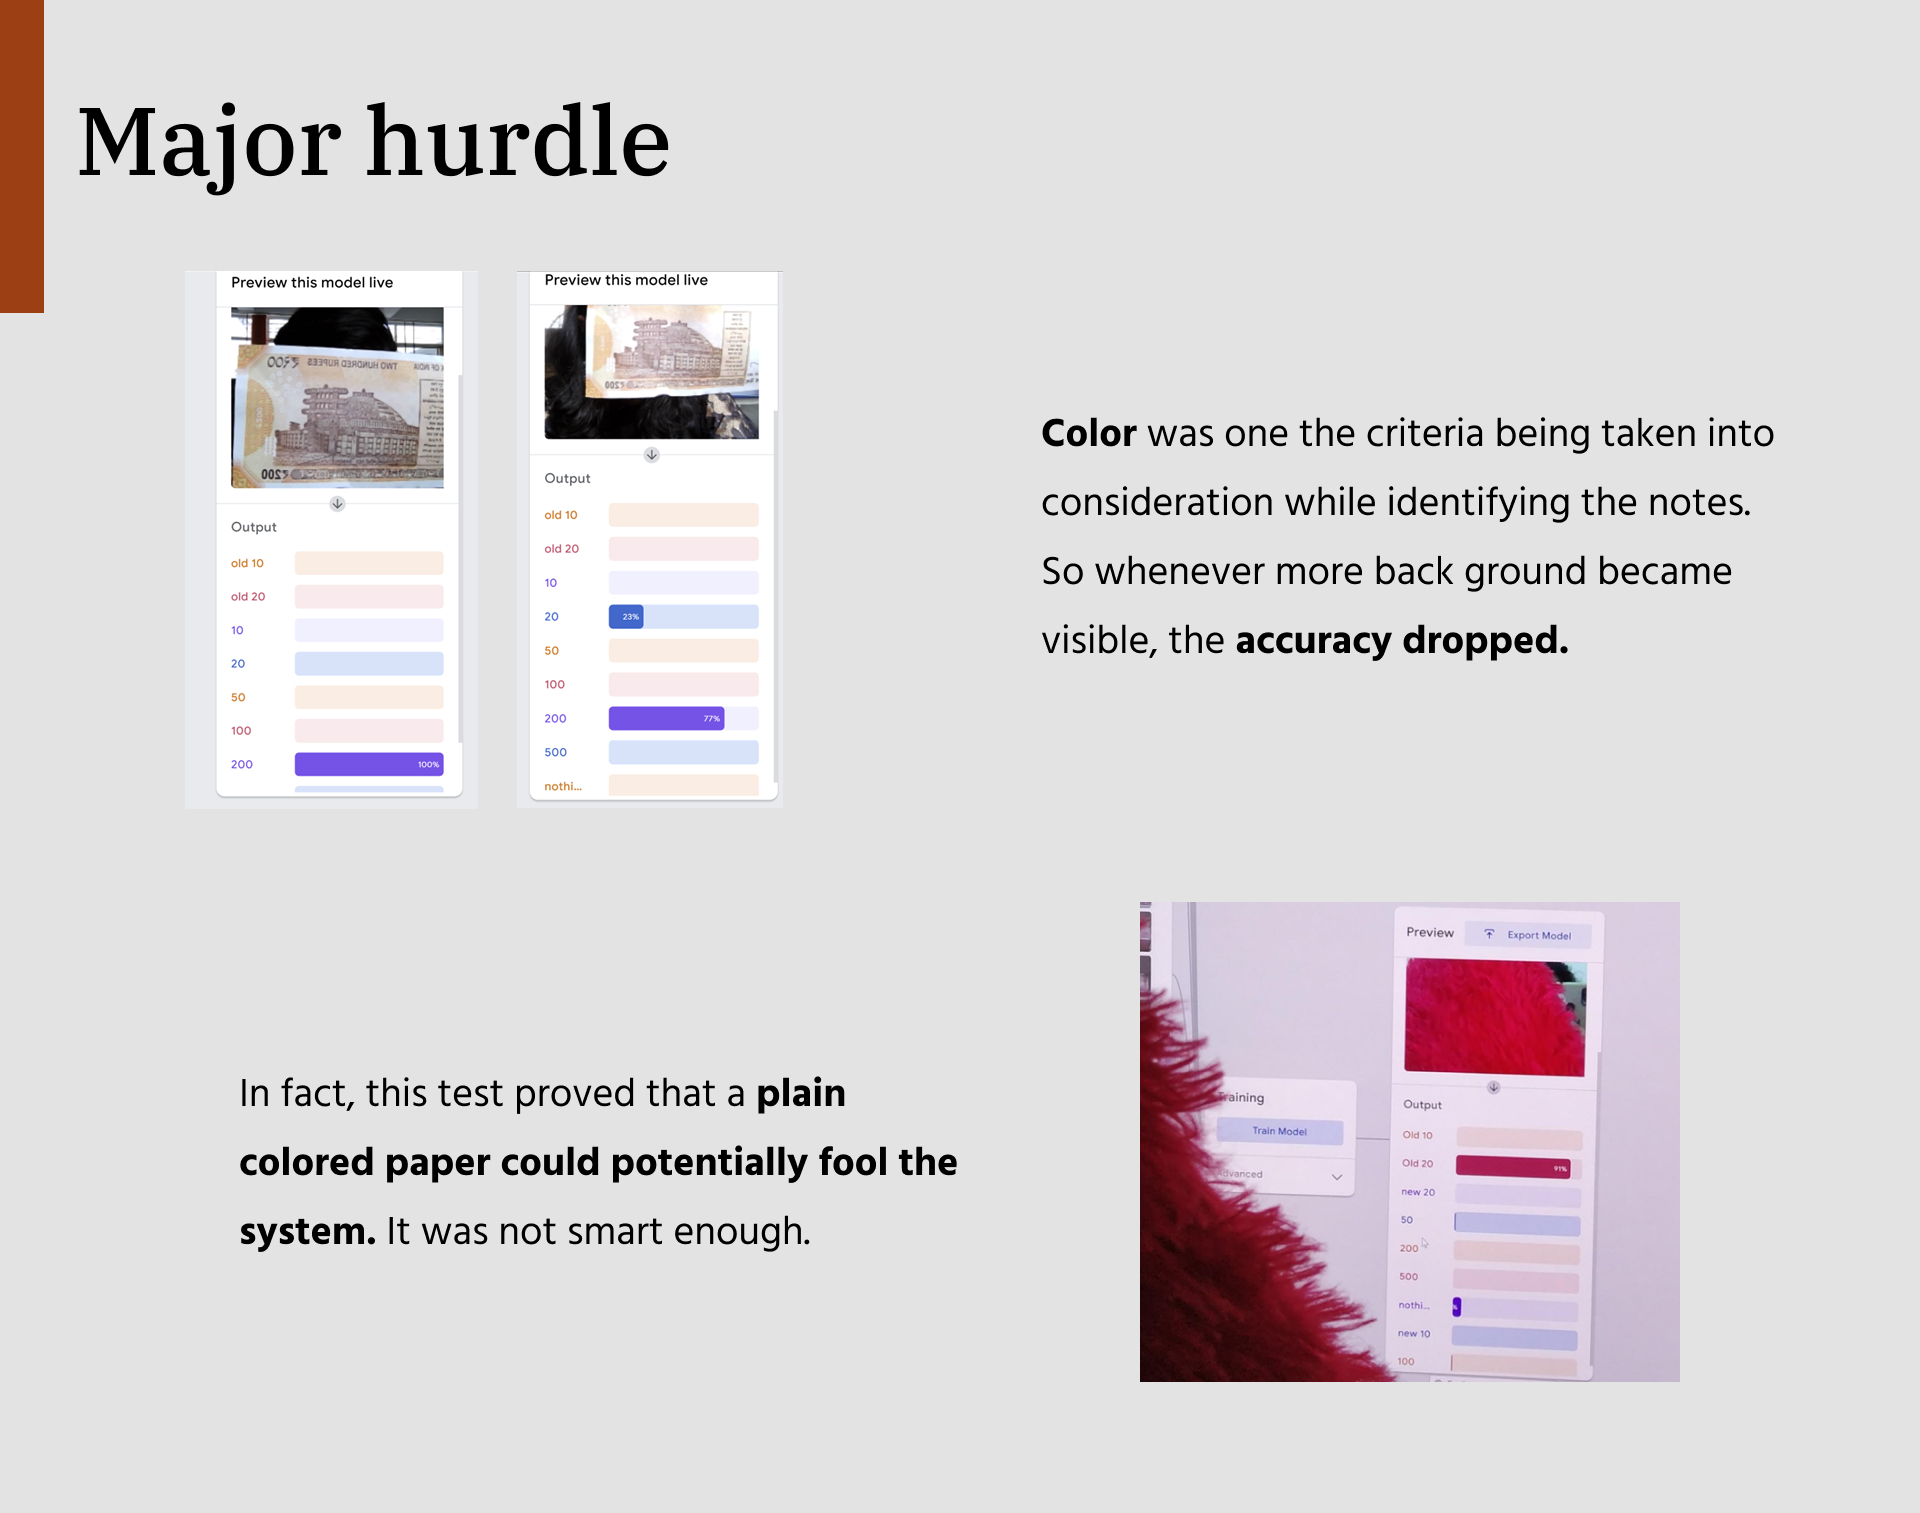 Major hurdle
Preview this model live
Output
old 10
old 20
10
20
50
100
200 100%
Preview this model live
Output
old 10
old 20
10
20 23%
50
100
200 77%
500
nothi...
Color was one the criteria being taken into
consideration while identifying the notes.
So whenever more back ground became
visible, the accuracy dropped.
In fact, this test proved that a plain
colored paper could potentially fool the
system. It was not smart enough.
Preview Export Model
Training
Train Model
Advanced
Output
Old 10
Old 20 91%
new 20
50
200
500
nothi...
new 10
100